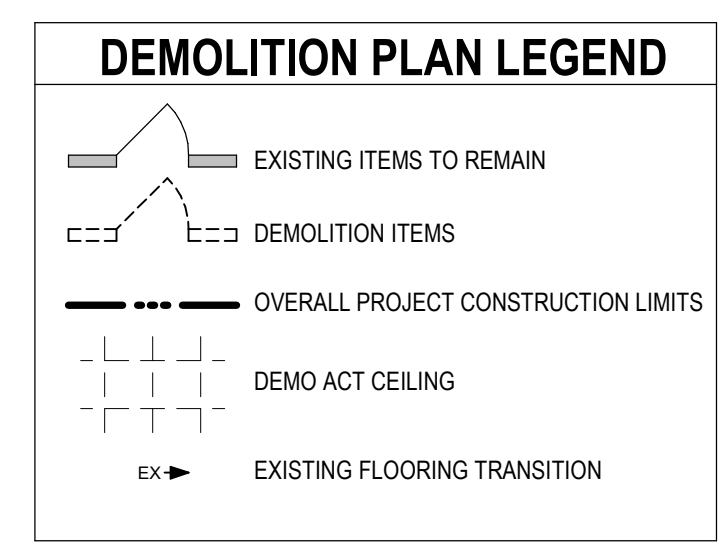 DEMOLITION PLAN LEGEND
EXISTING ITEMS TO REMAIN
DEMOLITION ITEMS
OVERALL PROJECT CONSTRUCTION LIMITS
DEMO ACT CEILING
EX EXISTING FLOORING TRANSITION